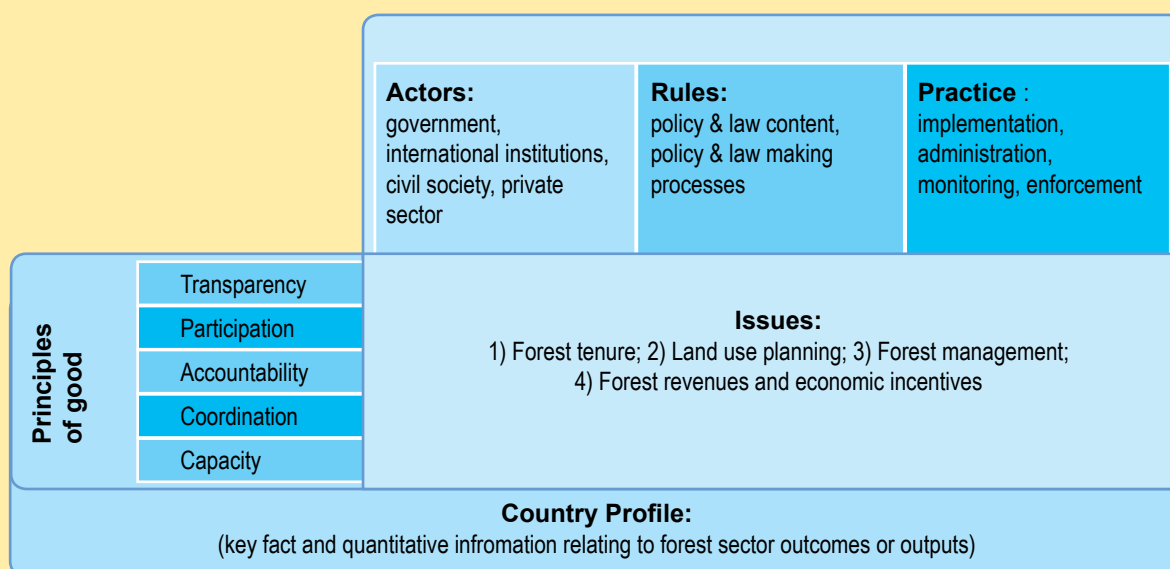 Actors:
government,
international institutions,
civil society, private
sector
Rules:
policy & law content,
policy & law making
processes
Practice :
implementation,
administration,
monitoring, enforcement
Principles
of good
Transparency
Participation
Accountability
Coordination
Capacity
Issues:
1) Forest tenure; 2) Land use planning; 3) Forest management;
4) Forest revenues and economic incentives
Country Profile:
(key fact and quantitative infromation relating to forest sector outcomes or outputs)